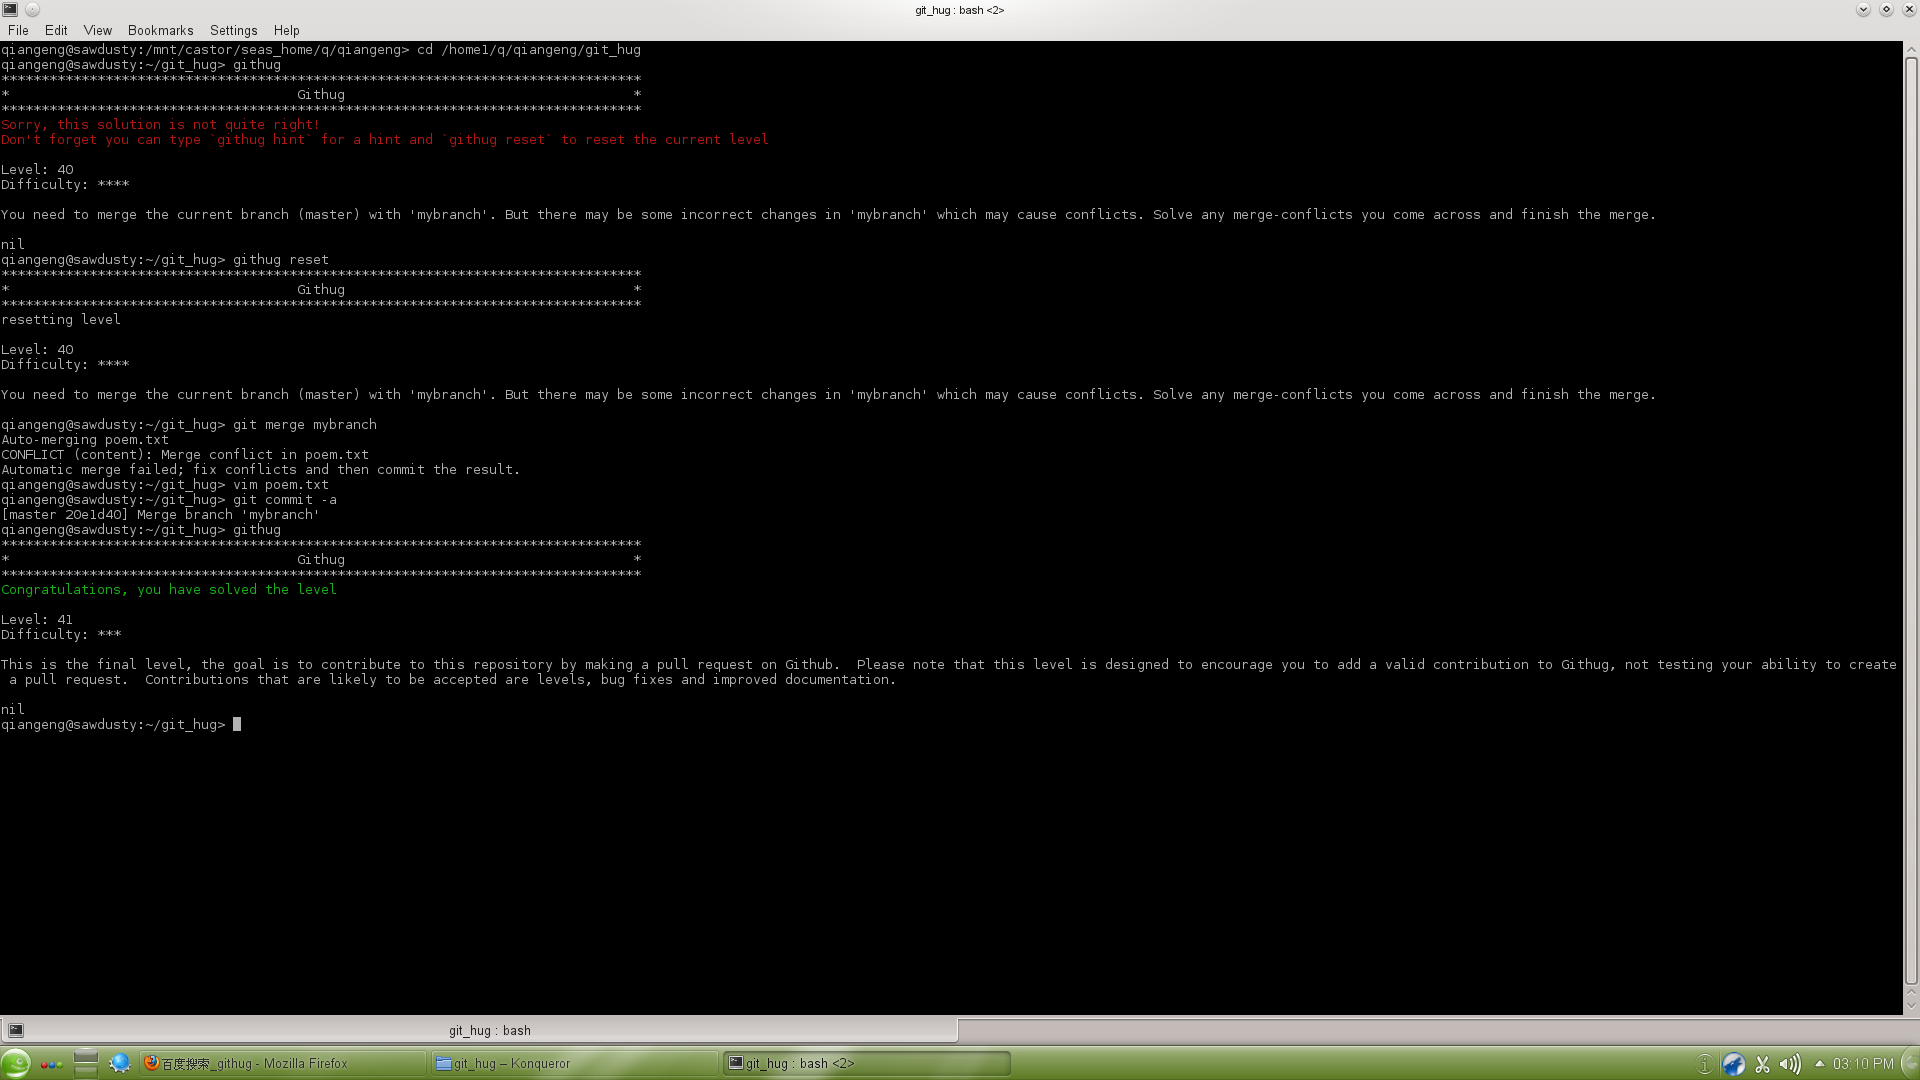 git_hug : bash <2>
File Edit View Bookmarks Settings Help
qiangeng@sawdusty:/mnt/castor/seas_home/q/qiangeng> cd /home1/q/qiangeng/git_hug
qiangeng@sawdusty:~/git_hug> githug
********************************************************************************
*                                    Githug                                    *
********************************************************************************
Sorry, this solution is not quite right!
Don't forget you can type `githug hint` for a hint and `githug reset` to reset the current level
Level: 40
Difficulty: ****
You need to merge the current branch (master) with 'mybranch'. But there may be some incorrect changes in 'mybranch' which may cause conflicts. Solve any merge-conflicts you come across and finish the merge.
nil
qiangeng@sawdusty:~/git_hug> githug reset
********************************************************************************
*                                    Githug                                    *
********************************************************************************
resetting level
Level: 40
Difficulty: ****
You need to merge the current branch (master) with 'mybranch'. But there may be some incorrect changes in 'mybranch' which may cause conflicts. Solve any merge-conflicts you come across and finish the merge.
qiangeng@sawdusty:~/git_hug> git merge mybranch
Auto-merging poem.txt
CONFLICT (content): Merge conflict in poem.txt
Automatic merge failed; fix conflicts and then commit the result.
qiangeng@sawdusty:~/git_hug> vim poem.txt
qiangeng@sawdusty:~/git_hug> git commit -a
[master 20e1d40] Merge branch 'mybranch'
qiangeng@sawdusty:~/git_hug> githug
********************************************************************************
*                                    Githug                                    *
********************************************************************************
Congratulations, you have solved the level
Level: 41
Difficulty: ***
This is the final level, the goal is to contribute to this repository by making a pull request on Github.  Please note that this level is designed to encourage you to add a valid contribution to Githug, not testing your ability to create
 a pull request.  Contributions that are likely to be accepted are levels, bug fixes and improved documentation.
nil
qiangeng@sawdusty:~/git_hug>
git_hug : bash
百度搜索_githug - Mozilla Firefox git_hug – Konqueror git_hug : bash <2> 03:10 PM